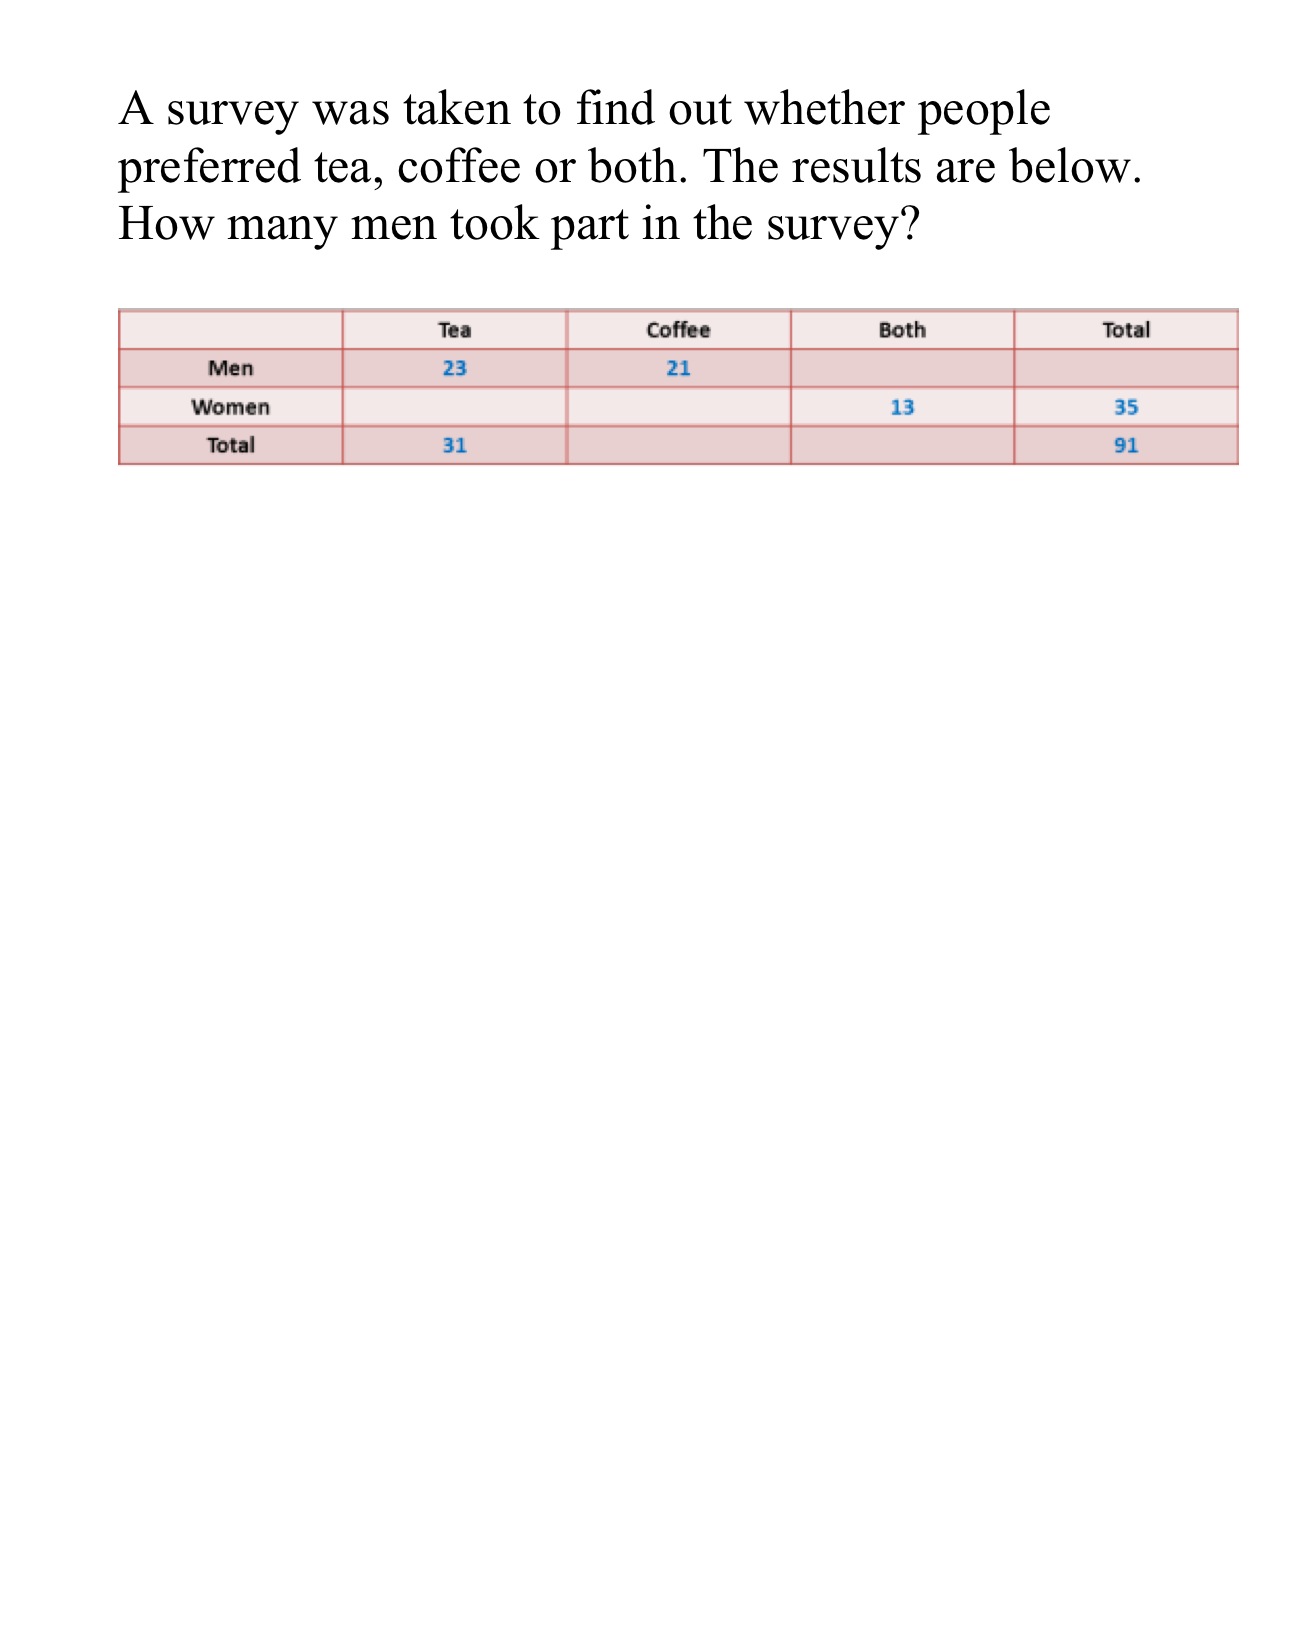 A survey was taken to find out whether people
preferred tea, coffee or both. The results are below.
How many men took part in the survey?
Tea Coffee Both Total
Men 23 21
Women 13 35
Total 31 91